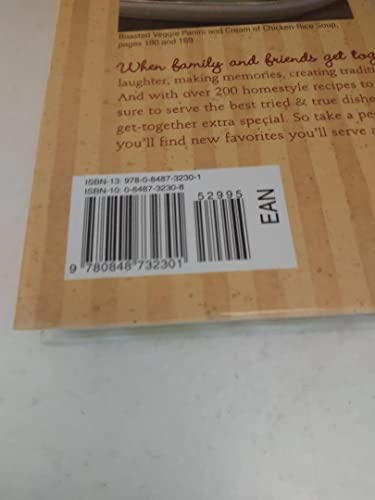 Roasted Veggie Panini and Cream of Chicken-Rice Soup,
pages 180 and 169
When family and friends get tog
laughter, making memories, creating traditi
And with over 200 homestyle recipes to
sure to serve the best tried & true dishe
get-together extra special. So take a pe
you'll find new favorites you'll serve a
ISBN-13: 978-0-8487-3230-1
ISBN-10: 0-8487-3230-8
52995
EAN
9 780848 732301